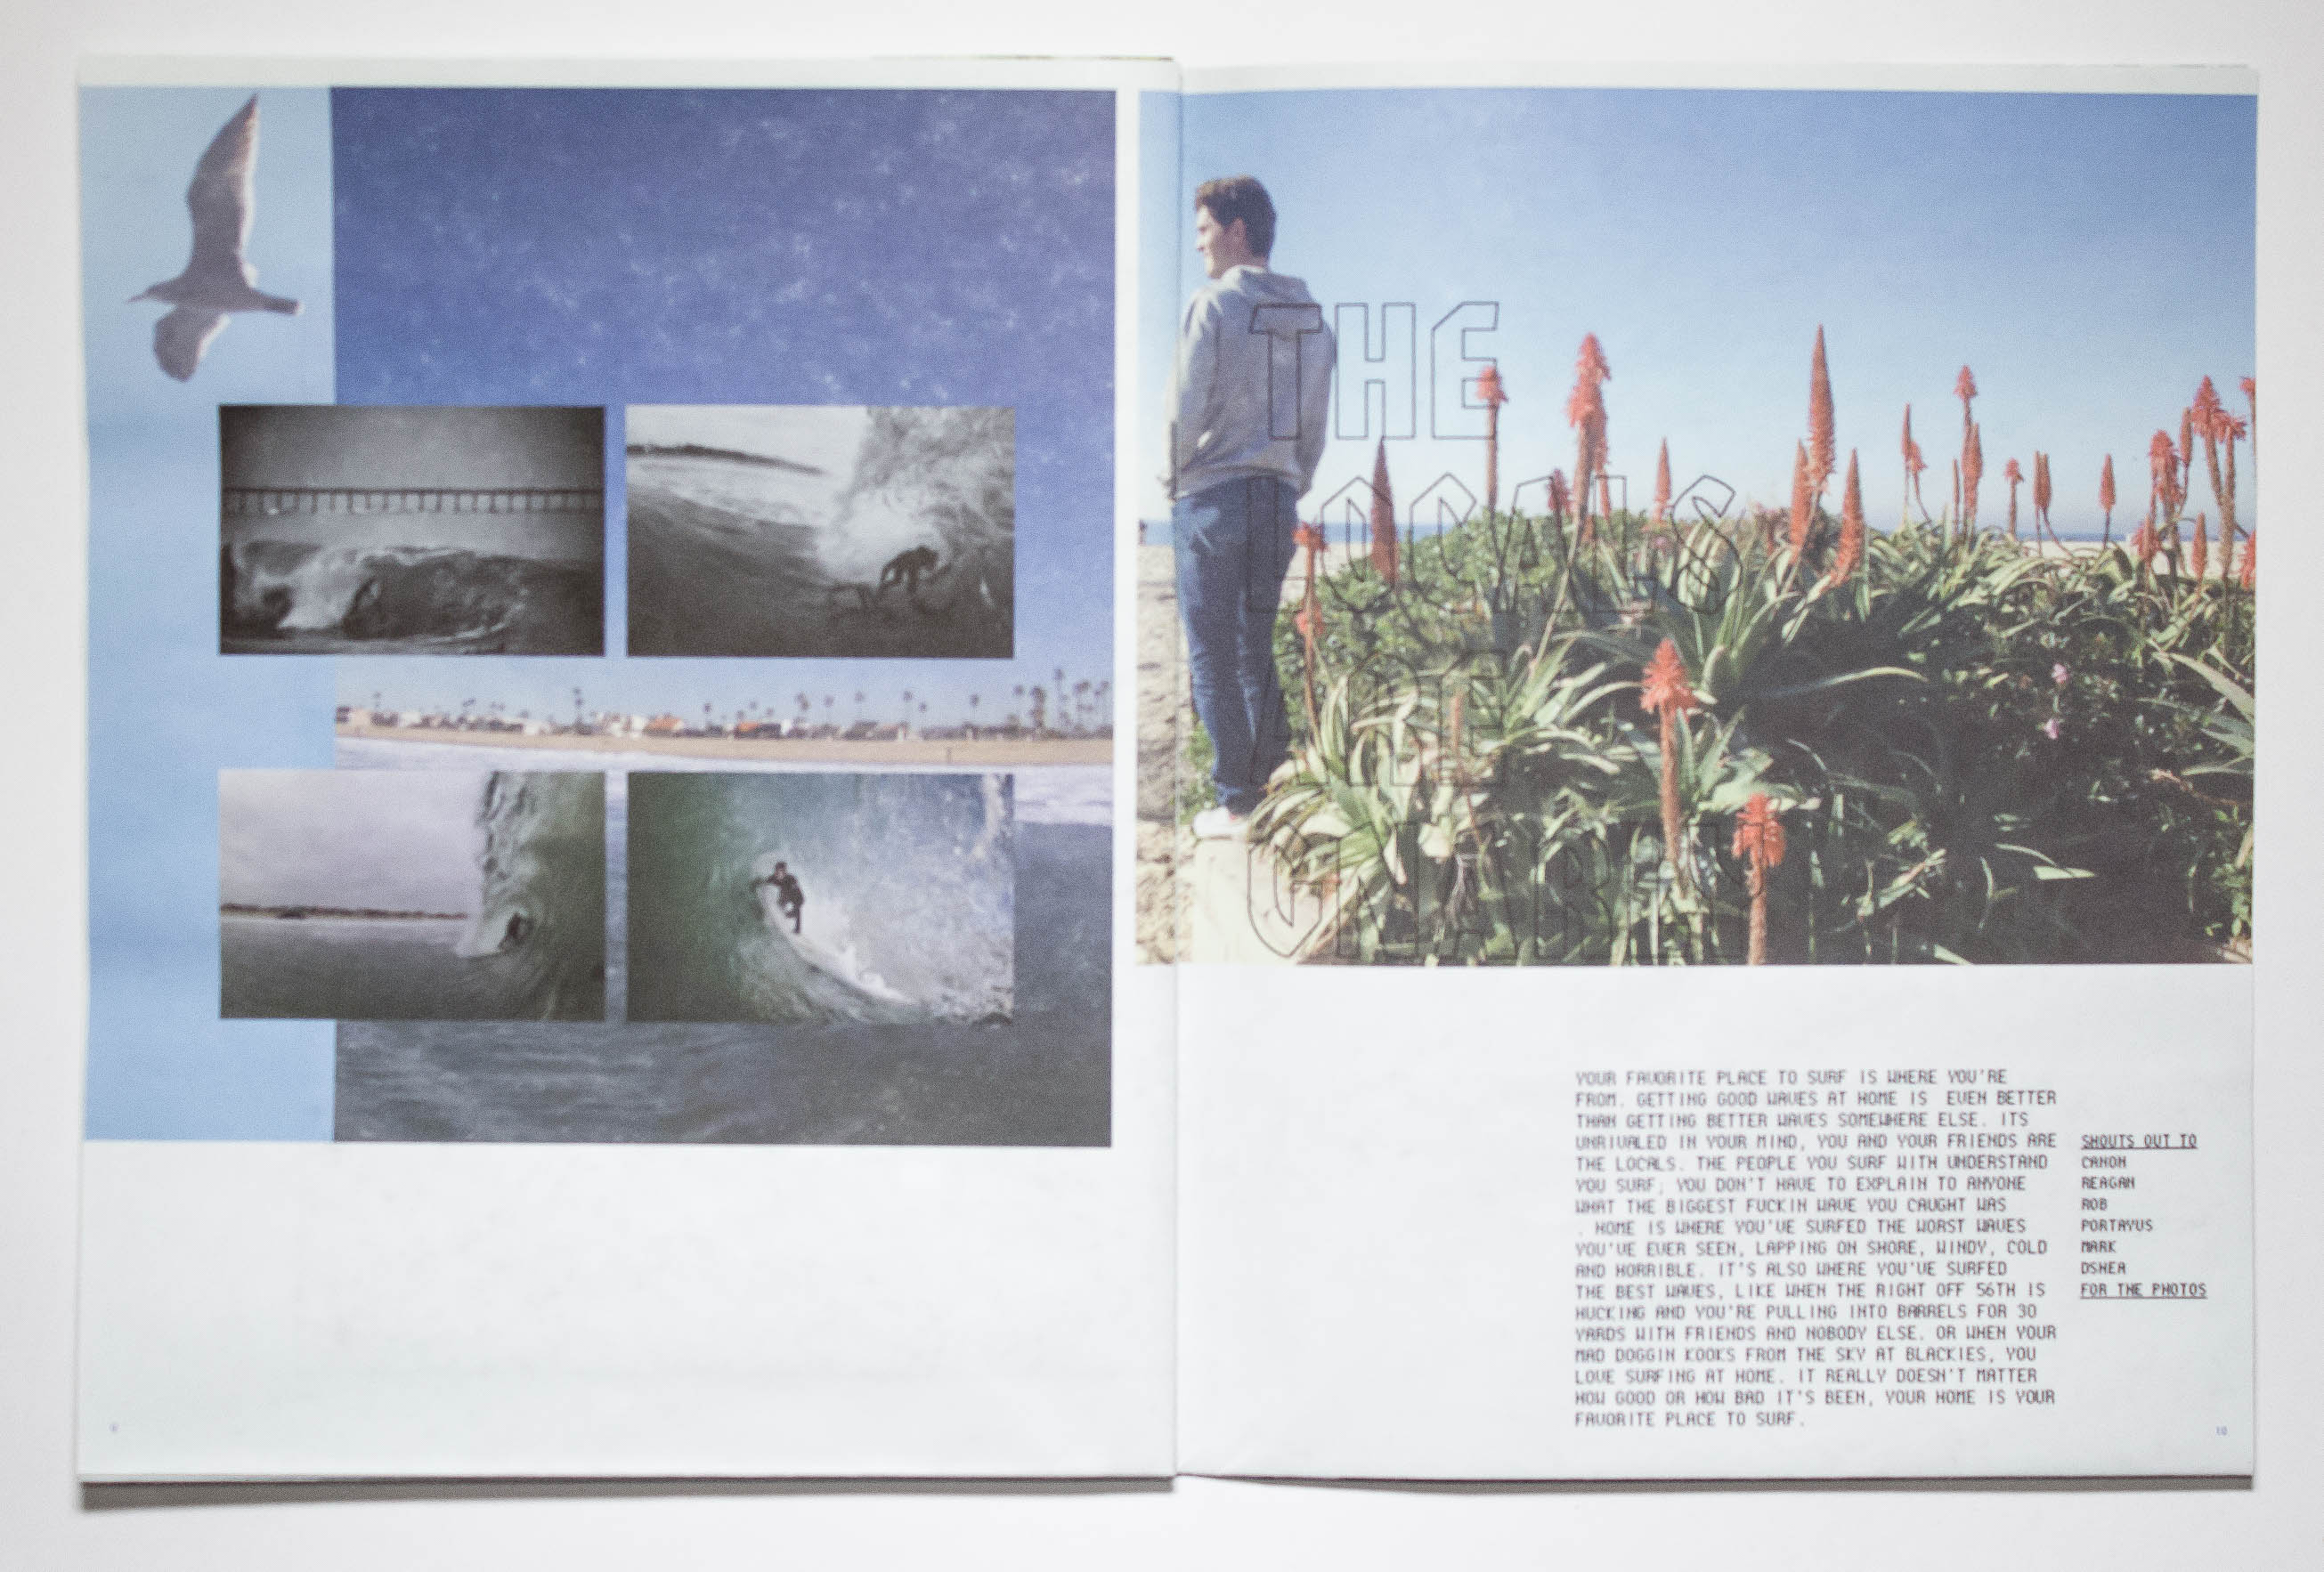 THE
LOCALS
ARE
GNARLY
YOUR FAVORITE PLACE TO SURF IS WHERE YOU'RE
FROM. GETTING GOOD WAVES AT HOME IS EVEN BETTER
THAN GETTING BETTER WAVES SOMEWHERE ELSE. ITS
UNRIVALED IN YOUR MIND, YOU AND YOUR FRIENDS ARE
THE LOCALS. THE PEOPLE YOU SURF WITH UNDERSTAND
YOU SURF, YOU DON'T HAVE TO EXPLAIN TO ANYONE
WHAT THE BIGGEST FUCKIN WAVE YOU CAUGHT WAS
. HOME IS WHERE YOU'VE SURFED THE WORST WAVES
YOU'VE EVER SEEN, LAPPING ON SHORE, WINDY, COLD
AND HORRIBLE. IT'S ALSO WHERE YOU'VE SURFED
THE BEST WAVES, LIKE WHEN THE RIGHT OFF 56TH IS
HUCKING AND YOU'RE PULLING INTO BARRELS FOR 30
YARDS WITH FRIENDS AND NOBODY ELSE. OR WHEN YOUR
MAD DOGGIN KOOKS FROM THE SKY AT BLACKIES, YOU
LOVE SURFING AT HOME. IT REALLY DOESN'T MATTER
HOW GOOD OR HOW BAD IT'S BEEN, YOUR HOME IS YOUR
FAVORITE PLACE TO SURF.
SHOUTS OUT TO
CANON
REAGAN
ROB
PORTAYUS
MARK
DSHEA
FOR THE PHOTOS
10